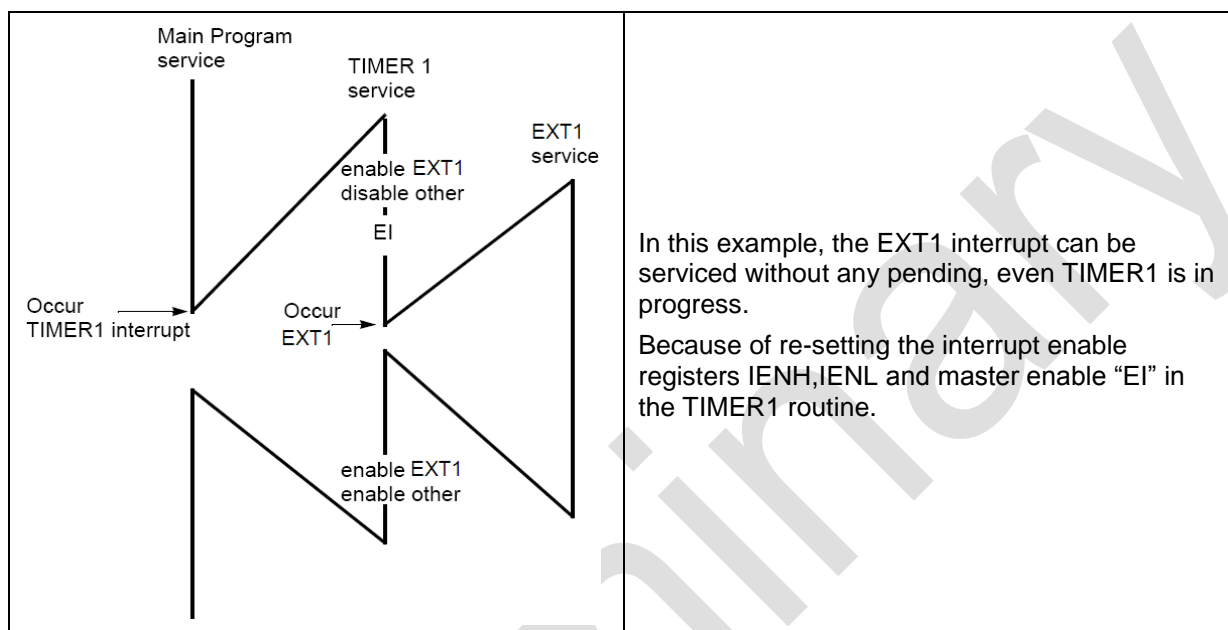 Main Program
service
TIMER 1
service
EXT1
service
enable EXT1
disable other
EI
Occur
TIMER1 interrupt
Occur
EXT1
enable EXT1
enable other
In this example, the EXT1 interrupt can be
serviced without any pending, even TIMER1 is in
progress.
Because of re-setting the interrupt enable
registers IENH,IENL and master enable “EI” in
the TIMER1 routine.
inary